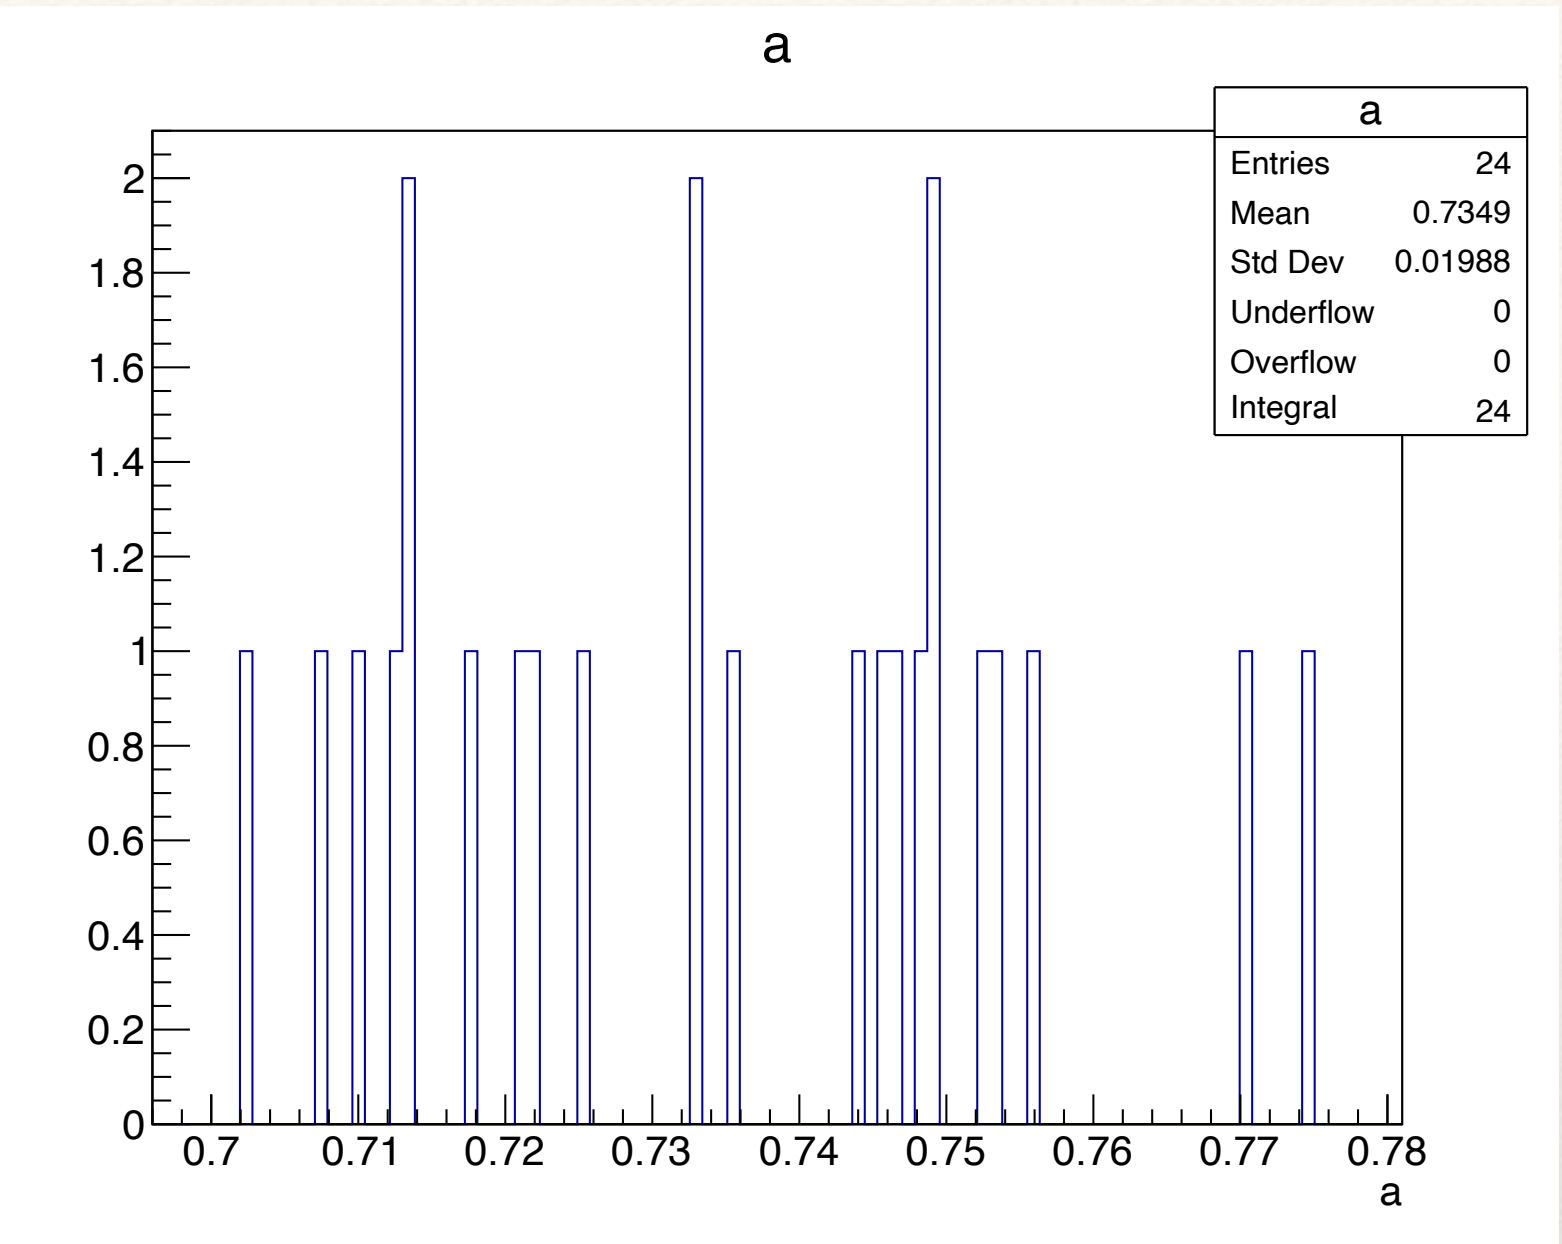 a
a
Entries 24
Mean 0.7349
Std Dev 0.01988
Underflow 0
Overflow 0
Integral 24
2
1.8
1.6
1.4
1.2
1
0.8
0.6
0.4
0.2
0
0.7 0.71 0.72 0.73 0.74 0.75 0.76 0.77 0.78
a